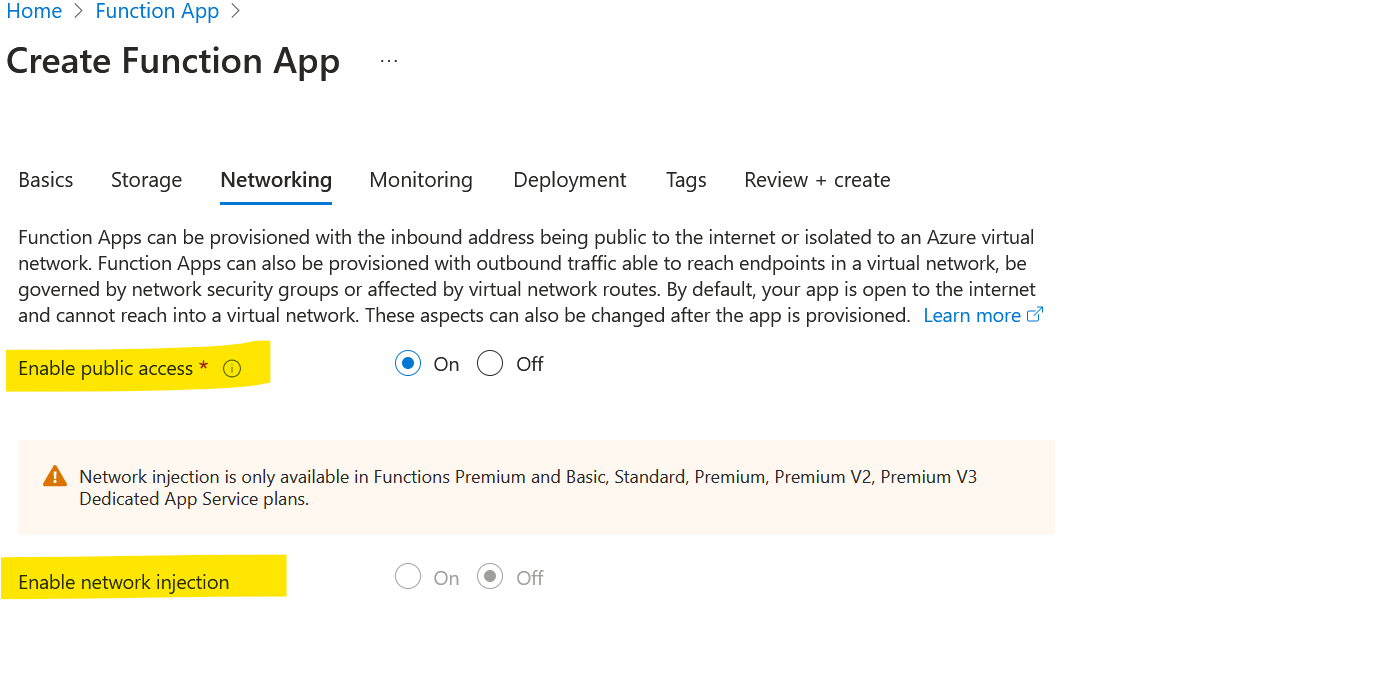 Home > Function App >
Create Function App ...
Basics Storage Networking Monitoring Deployment Tags Review + create
Function Apps can be provisioned with the inbound address being public to the internet or isolated to an Azure virtual
network. Function Apps can also be provisioned with outbound traffic able to reach endpoints in a virtual network, be
governed by network security groups or affected by virtual network routes. By default, your app is open to the internet
and cannot reach into a virtual network. These aspects can also be changed after the app is provisioned. Learn more
Enable public access * On Off
Network injection is only available in Functions Premium and Basic, Standard, Premium, Premium V2, Premium V3
Dedicated App Service plans.
Enable network injection On Off